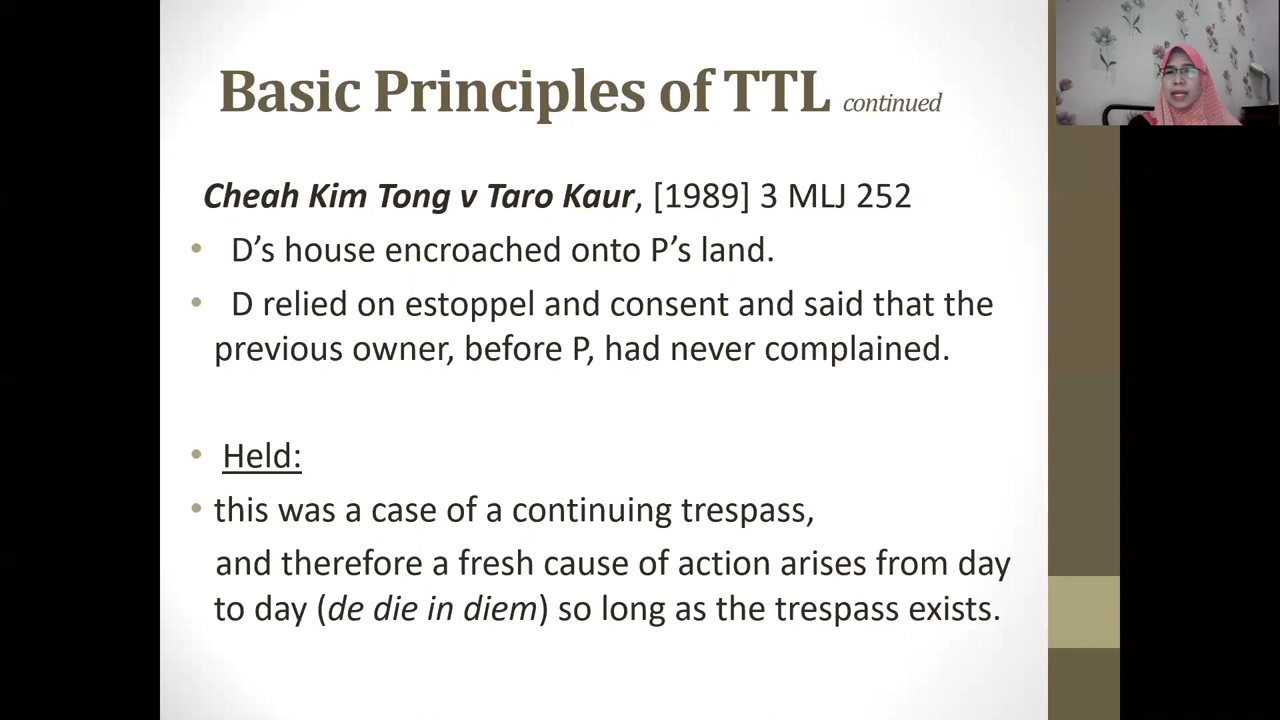 Basic Principles of TTL continued
Cheah Kim Tong v Taro Kaur, [1989] 3 MLJ 252
• D’s house encroached onto P’s land.
• D relied on estoppel and consent and said that the
previous owner, before P, had never complained.
• Held:
• this was a case of a continuing trespass,
and therefore a fresh cause of action arises from day
to day (de die in diem) so long as the trespass exists.